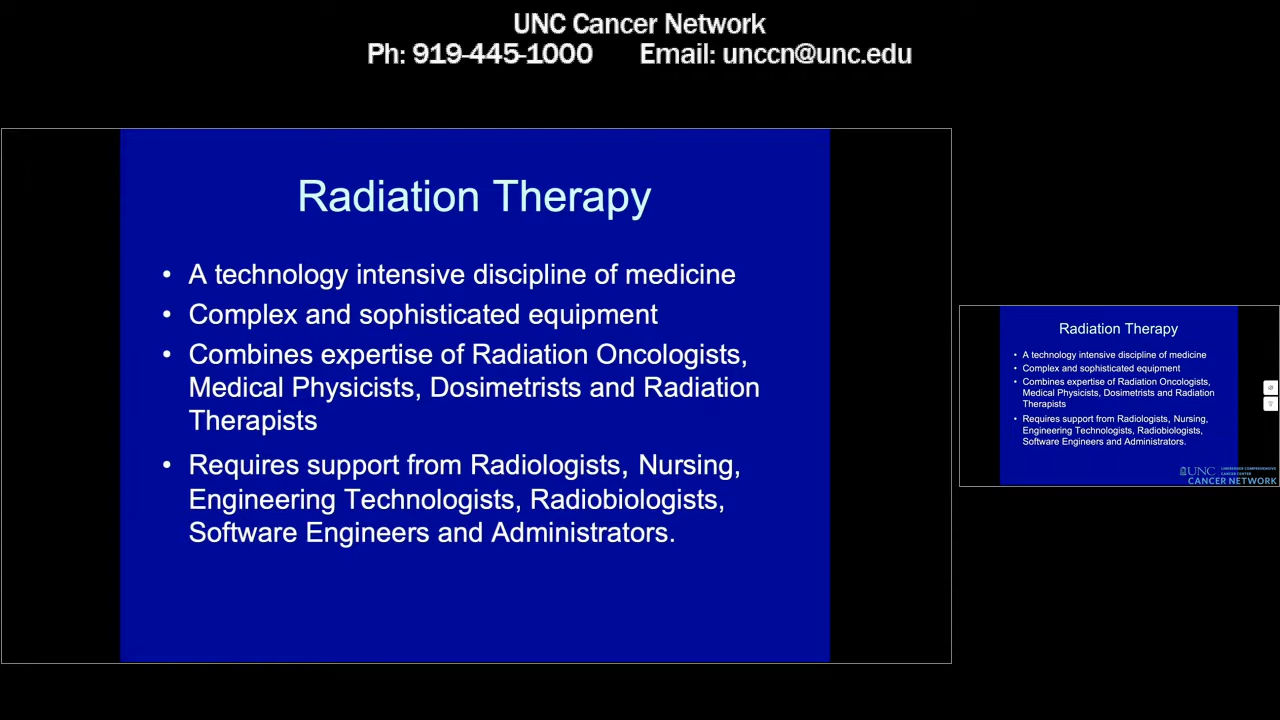 UNC Cancer Network
Ph: 919-445-1000 Email: unccn@unc.edu
Radiation Therapy
• A technology intensive discipline of medicine
• Complex and sophisticated equipment
• Combines expertise of Radiation Oncologists,
Medical Physicists, Dosimetrists and Radiation
Therapists
• Requires support from Radiologists, Nursing,
Engineering Technologists, Radiobiologists,
Software Engineers and Administrators.
Radiation Therapy
• A technology intensive discipline of medicine
• Complex and sophisticated equipment
• Combines expertise of Radiation Oncologists,
Medical Physicists, Dosimetrists and Radiation
Therapists
• Requires support from Radiologists, Nursing,
Engineering Technologists, Radiobiologists,
Software Engineers and Administrators.
UNC LINEBERGER COMPREHENSIVE
CANCER CENTER
CANCER NETWORK